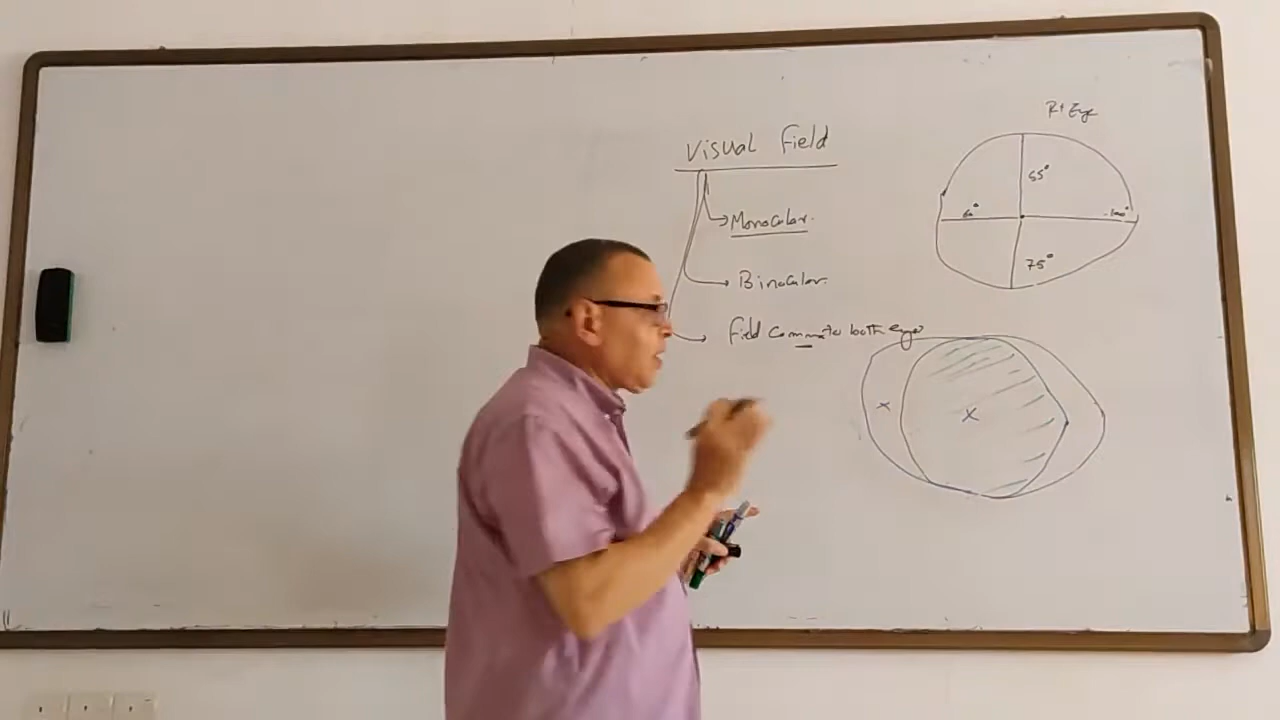 Visual Field
Rt Eye
55°
60°
100°
75°
Monocular.
Binocular.
Field common to both eyes
x
x